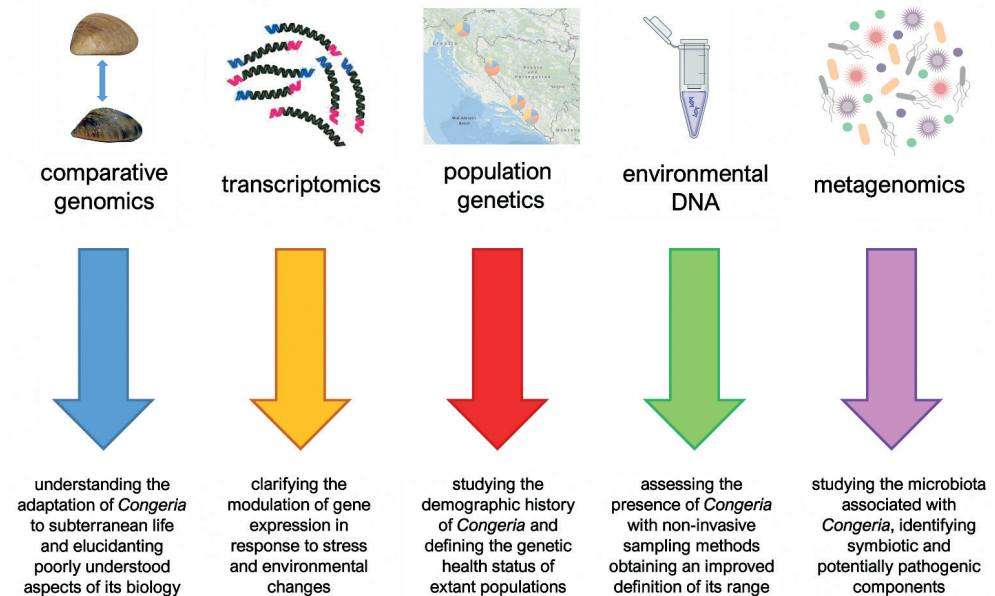 comparative
genomics
transcriptomics
population
genetics
environmental
DNA
metagenomics
understanding the
adaptation of Congeria
to subterranean life
and elucidanting
poorly understood
aspects of its biology
clarifying the
modulation of gene
expression in
response to stress
and environmental
changes
studying the
demographic history
of Congeria and
defining the genetic
health status of
extant populations
assessing the
presence of Congeria
with non-invasive
sampling methods
obtaining an improved
definition of its range
studying the microbiota
associated with
Congeria, identifying
symbiotic and
potentially pathogenic
components